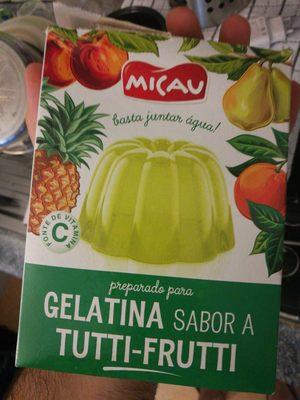 MICAU
basta juntar água!
FONTE DE VITAMINA
C
preparado para
GELATINA SABOR A
TUTTI-FRUTTI